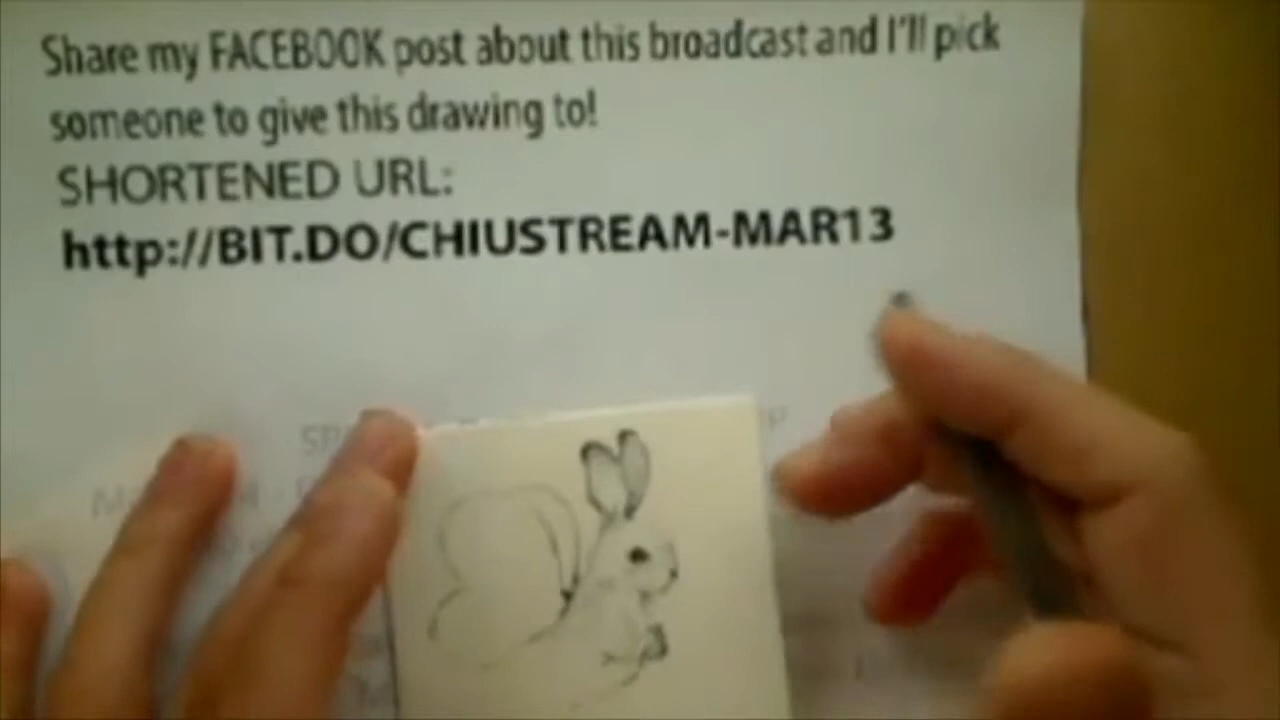 Share my FACEBOOK post about this broadcast and I'll pick
someone to give this drawing to!
SHORTENED URL:
http://BIT.DO/CHIUSTREAM-MAR13